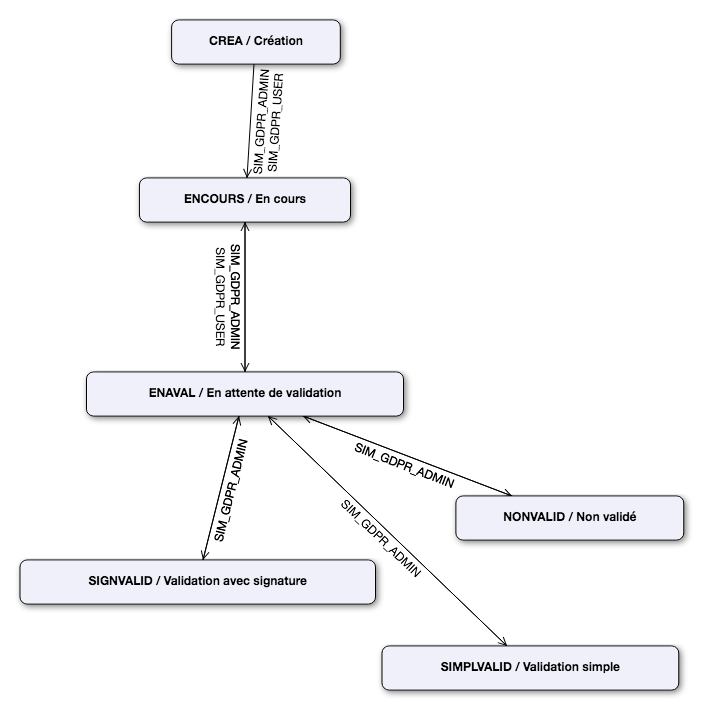 CREA / Création
SIM_GDPR_ADMIN
SIM_GDPR_USER
ENCOURS / En cours
SIM_GDPR_ADMIN
SIM_GDPR_USER
ENAVAL / En attente de validation
SIM_GDPR_ADMIN
SIM_GDPR_ADMIN
SIM_GDPR_ADMIN
NONVALID / Non validé
SIGNVALID / Validation avec signature
SIMPLVALID / Validation simple